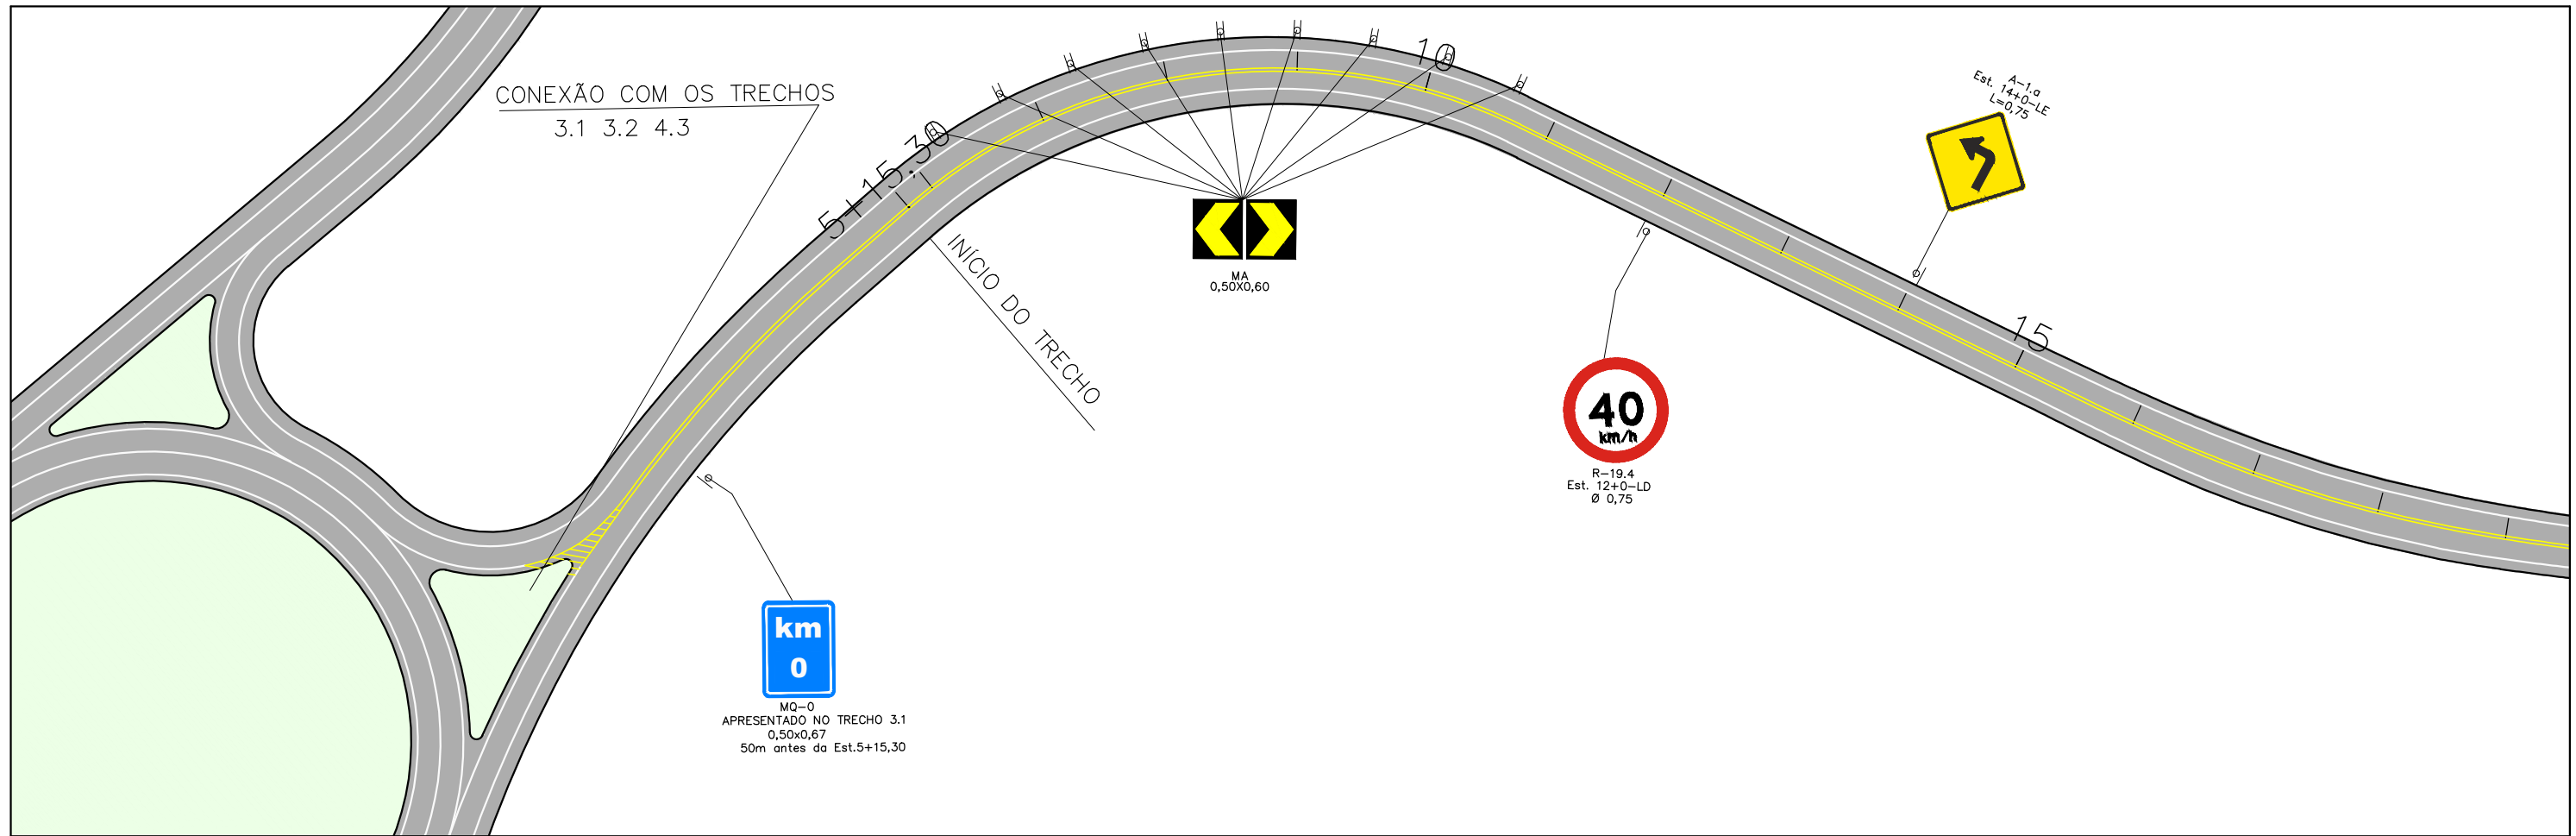 CONEXÃO COM OS TRECHOS
3.1 3.2 4.3
5+15.30
INÍCIO DO TRECHO
MA
0,50X0,60
10
A-1.a
Est. 14+0-LE
L=0,75
15
40
km/h
R-19.4
Est. 12+0-LD
Ø 0,75
km
0
MQ-0
APRESENTADO NO TRECHO 3.1
0,50x0,67
50m antes da Est.5+15,30